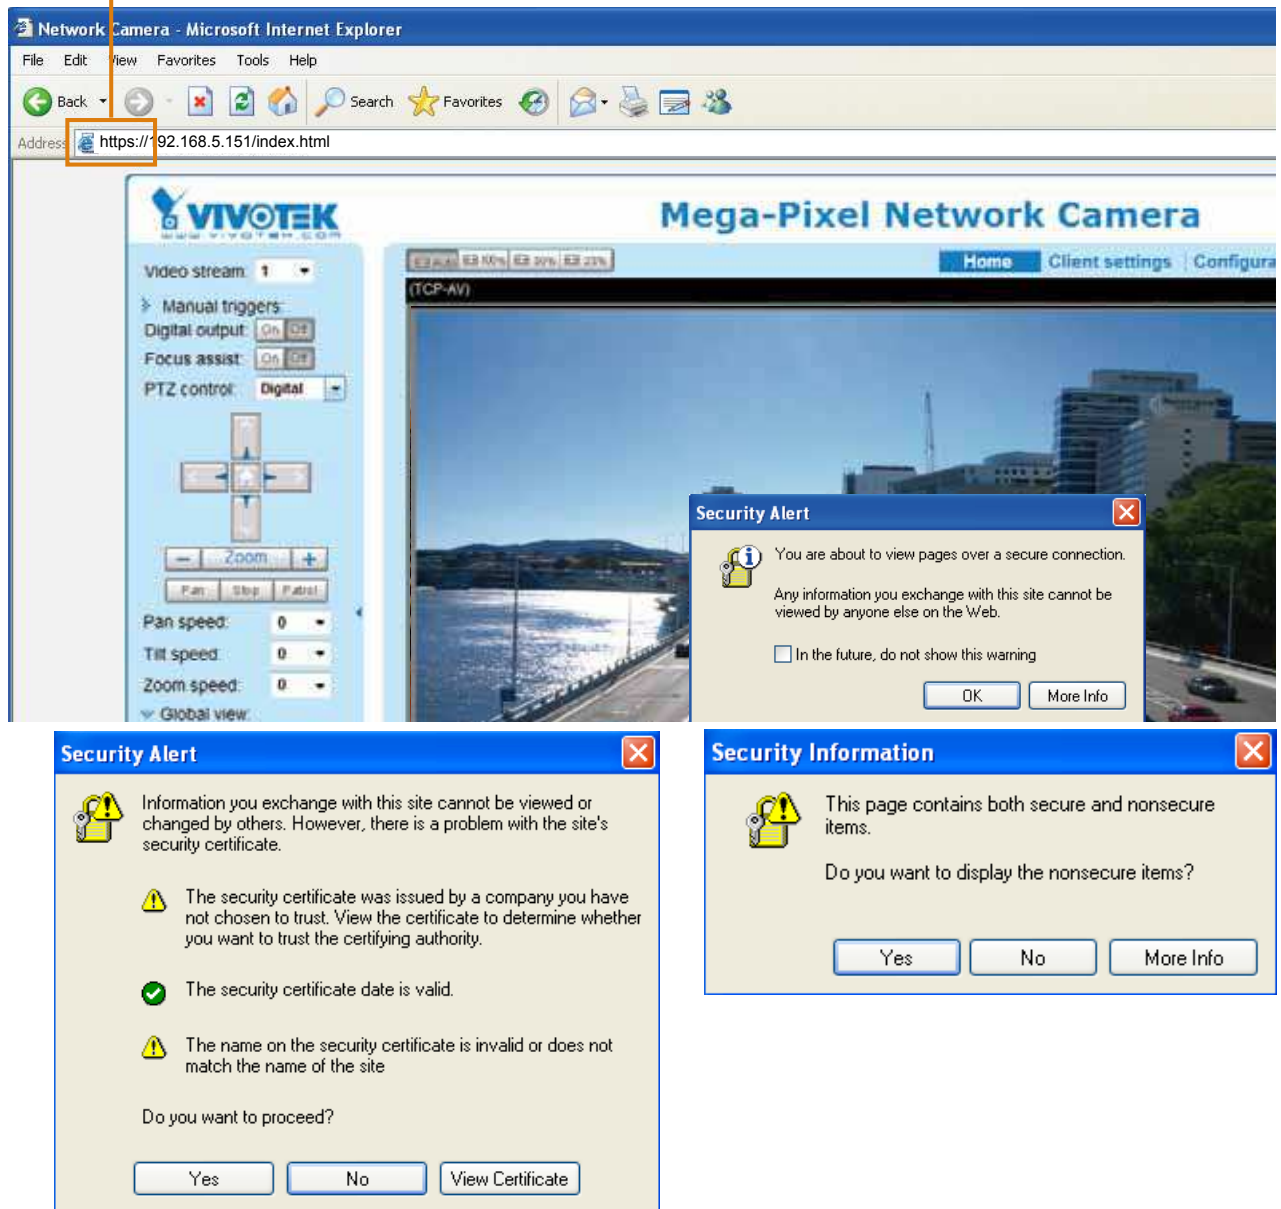 Network Camera - Microsoft Internet Explorer
File Edit View Favorites Tools Help
Back Search Favorites
Address https://192.168.5.151/index.html
VIVOTEK
www.vivotek.com
Mega-Pixel Network Camera
Home Client settings Configura
Video stream: 1
(TCP-AV)
Manual triggers:
Digital output: On Off
Focus assist: On Off
PTZ control: Digital
- Zoom +
Pan Stop Patrol
Pan speed: 0
Tilt speed: 0
Zoom speed: 0
Global view:
Security Alert
You are about to view pages over a secure connection.
Any information you exchange with this site cannot be
viewed by anyone else on the Web.
In the future, do not show this warning
OK More Info
Security Alert
Information you exchange with this site cannot be viewed or
changed by others. However, there is a problem with the site's
security certificate.
The security certificate was issued by a company you have
not chosen to trust. View the certificate to determine whether
you want to trust the certifying authority.
The security certificate date is valid.
The name on the security certificate is invalid or does not
match the name of the site
Do you want to proceed?
Yes No View Certificate
Security Information
This page contains both secure and nonsecure
items.
Do you want to display the nonsecure items?
Yes No More Info